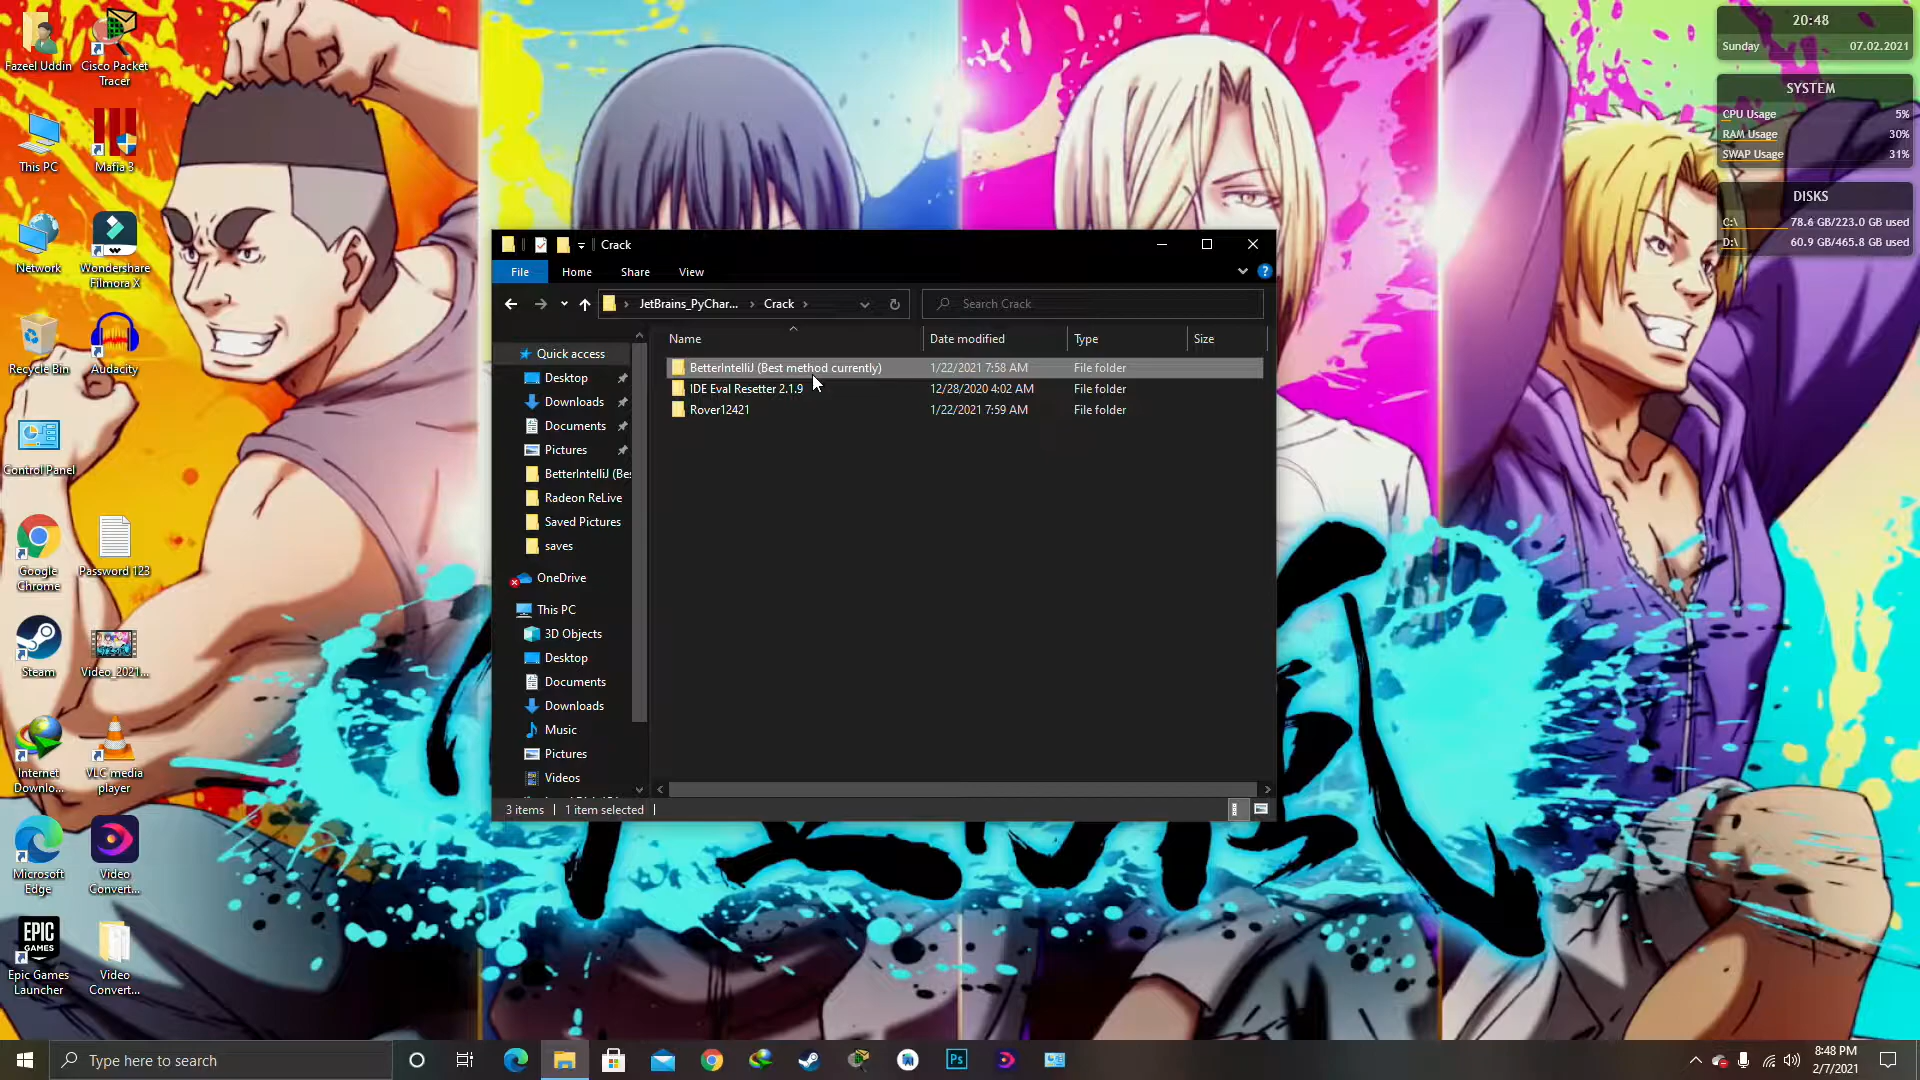 Fazeel Uddin
Cisco Packet
Tracer
This PC
Mafia 3
Network
Wondershare
Filmora X
Recycle Bin
Audacity
Control Panel
Google
Chrome
Password 123
Steam
Video_2021...
Internet
Downlo...
VLC media
player
Microsoft
Edge
Video
Convert...
EPIC
GAMES
Epic Games
Launcher
Video
Convert...
Crack
File
Home
Share
View
JetBrains_PyChar...
Crack
Search Crack
Name
Date modified
Type
Size
BetterIntelliJ (Best method currently)
1/22/2021 7:58 AM
File folder
IDE Eval Resetter 2.1.9
12/28/2020 4:02 AM
File folder
Rover12421
1/22/2021 7:59 AM
File folder
Quick access
Desktop
Downloads
Documents
Pictures
BetterIntelliJ (Bes
Radeon ReLive
Saved Pictures
saves
OneDrive
This PC
3D Objects
Desktop
Documents
Downloads
Music
Pictures
Videos
3 items
1 item selected
20:48
Sunday 07.02.2021
SYSTEM
CPU Usage 5%
RAM Usage 30%
SWAP Usage 31%
DISKS
C:\ 78.6 GB/223.0 GB used
D:\ 60.9 GB/465.8 GB used
Type here to search
Ps
8:48 PM
2/7/2021